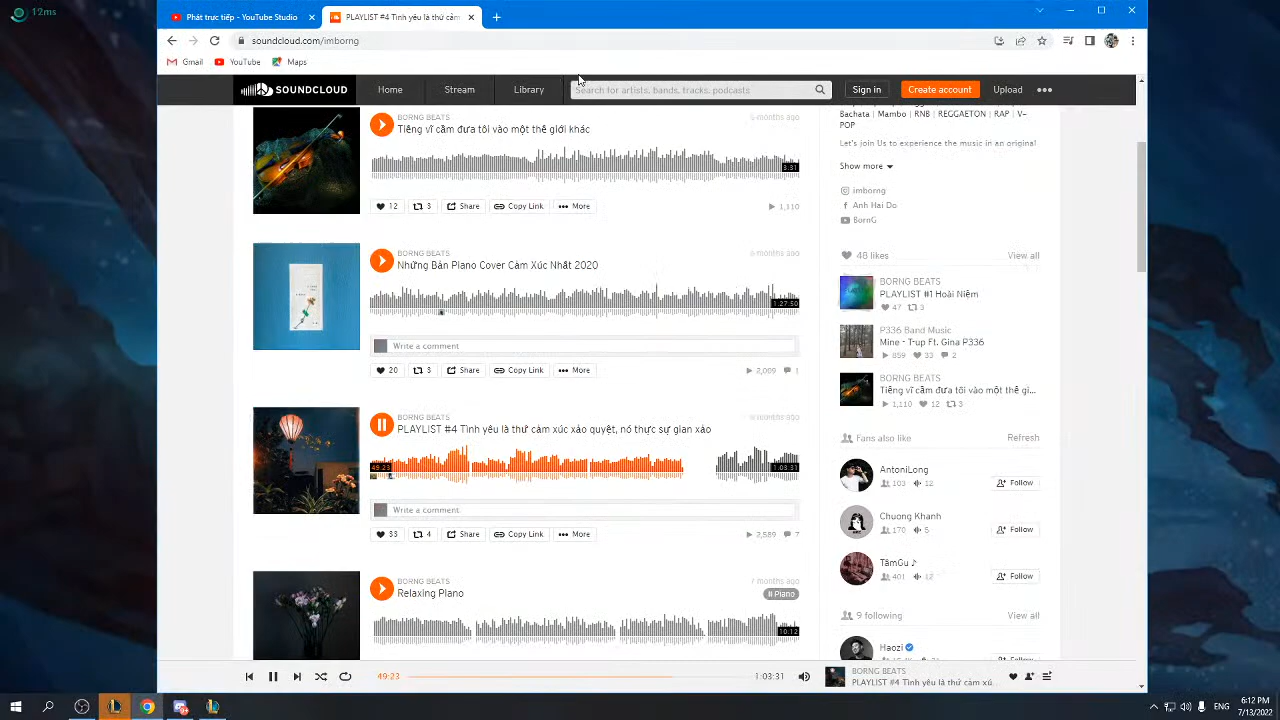 12ms
Phát trực tiếp - YouTube Studio
PLAYLIST #4 Tình yêu là thứ cảm
soundcloud.com/imborng
Gmail
YouTube
Maps
SOUNDCLOUD
Home
Stream
Library
Search for artists, bands, tracks, podcasts
Sign in
Create account
Upload
BORNG BEATS
months ago
Tiếng vĩ cầm đưa tôi vào một thế giới khác
3:31
12
3
Share
Copy Link
More
1,110
BORNG BEATS
months ago
Những Bản Piano Cover Cảm Xúc Nhất 2020
1:27:50
Write a comment
20
3
Share
Copy Link
More
2,009
1
BORNG BEATS
months ago
PLAYLIST #4 Tình yêu là thứ cảm xúc xảo quyệt, nó thực sự gian xảo
49:23
1:03:31
Write a comment
33
4
Share
Copy Link
More
2,589
7
BORNG BEATS
months ago
Relaxing Piano
# Piano
10:12
Bachata | Mambo | RNB | REGGAETON | RAP | V-
POP
Let's join Us to experience the music in an original
Show more
imborng
Anh Hai Do
BornG
48 likes
View all
BORNG BEATS
PLAYLIST #1 Hoài Niệm
47
3
P336 Band Music
Mine - T-up Ft. Gina P336
859
33
2
BORNG BEATS
Tiếng vĩ cầm đưa tôi vào một thế gi...
1,110
12
3
Fans also like
Refresh
AntoniLong
103
12
Follow
Chuong Khanh
170
5
Follow
TâmGu ♪
401
12
Follow
9 following
View all
Haozi
49:23
1:03:31
BORNG BEATS
PLAYLIST #4 Tình yêu là thứ cảm xú...
ENG
6:12 PM
7/13/2022